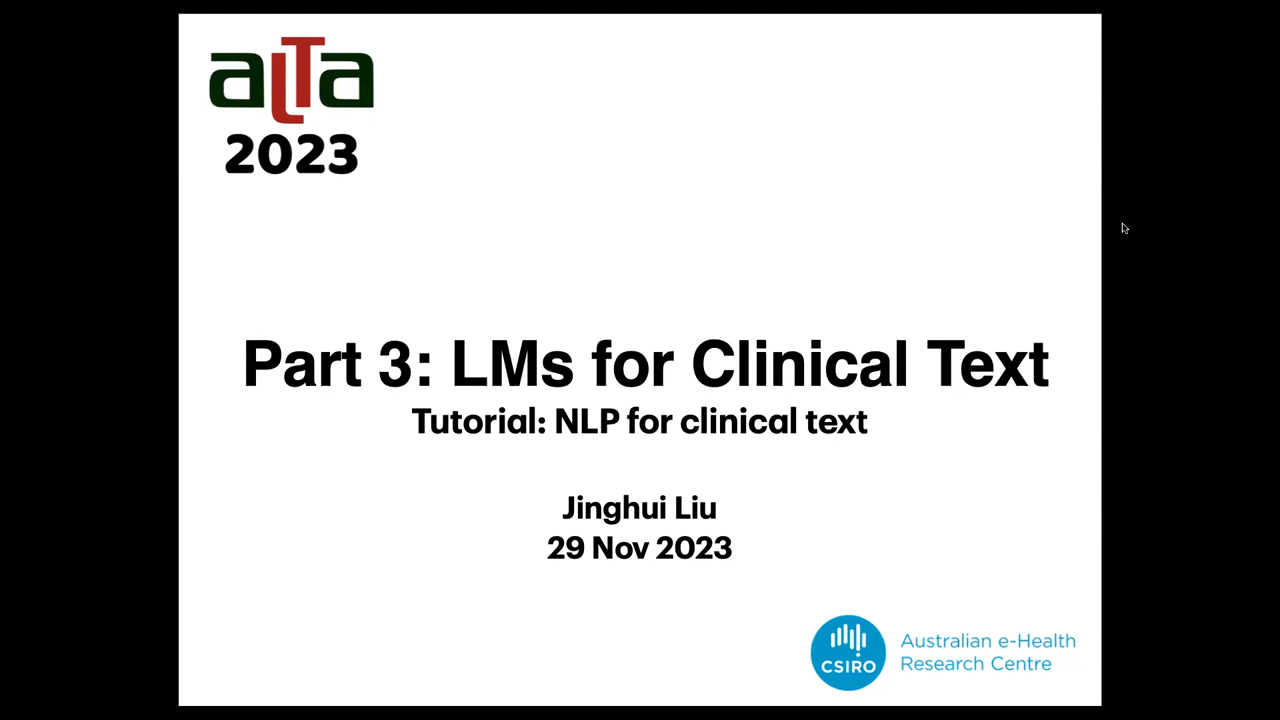 alTa
2023
Part 3: LMs for Clinical Text
Tutorial: NLP for clinical text
Jinghui Liu
29 Nov 2023
CSIRO
Australian e-Health
Research Centre